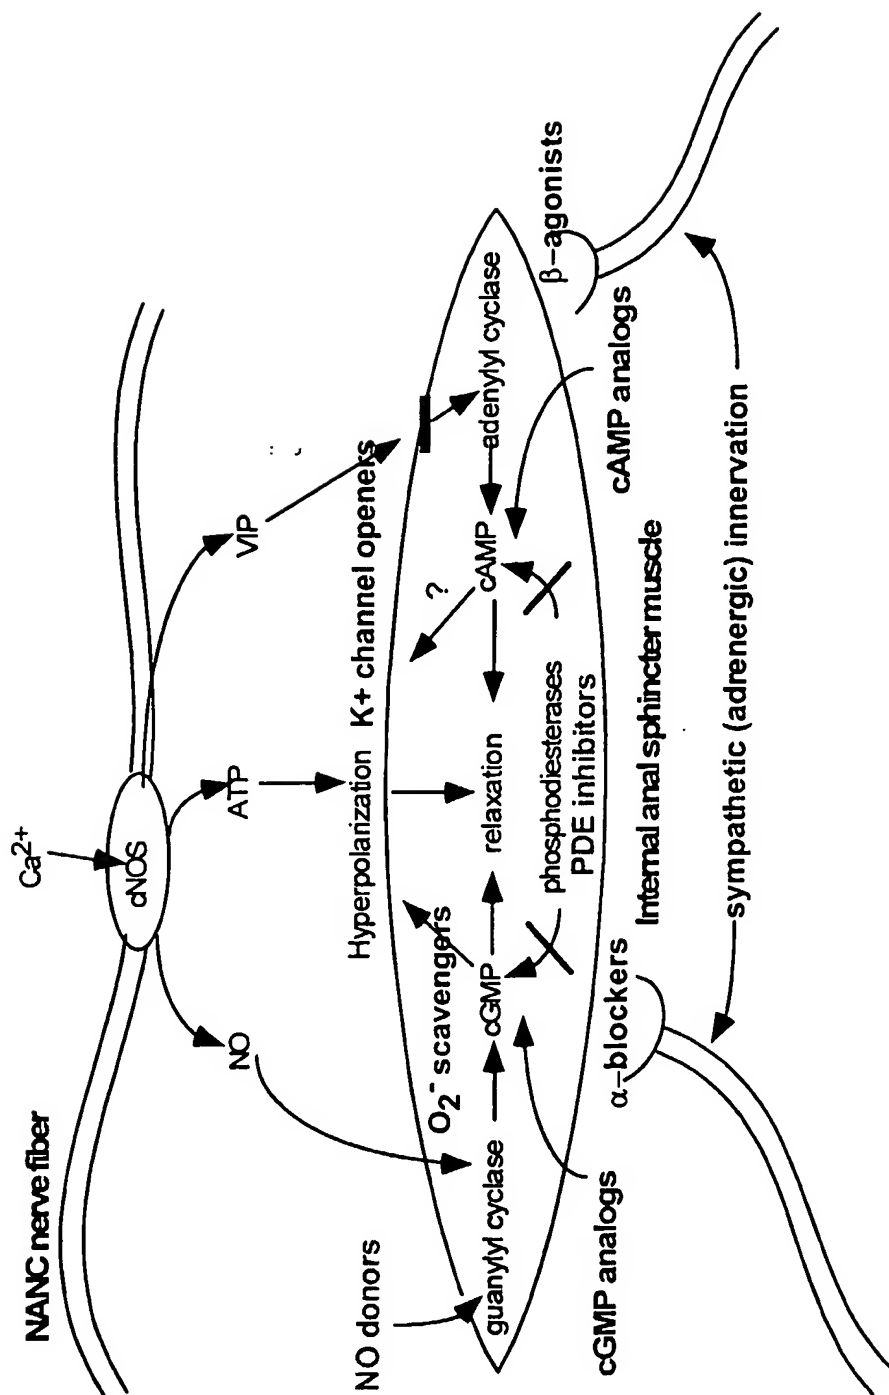 NANC nerve fiber
Ca2+
cNOS
NO
ATP
VIP
NO donors
Hyperpolarization
K+ channel openers
O2- scavengers
guanylyl cyclase
cGMP
relaxation
cAMP
?
adenylyl cyclase
phosphodiesterases
PDE inhibitors
cGMP analogs
α-blockers
Internal anal sphincter muscle
cAMP analogs
β-agonists
sympathetic (adrenergic) innervation